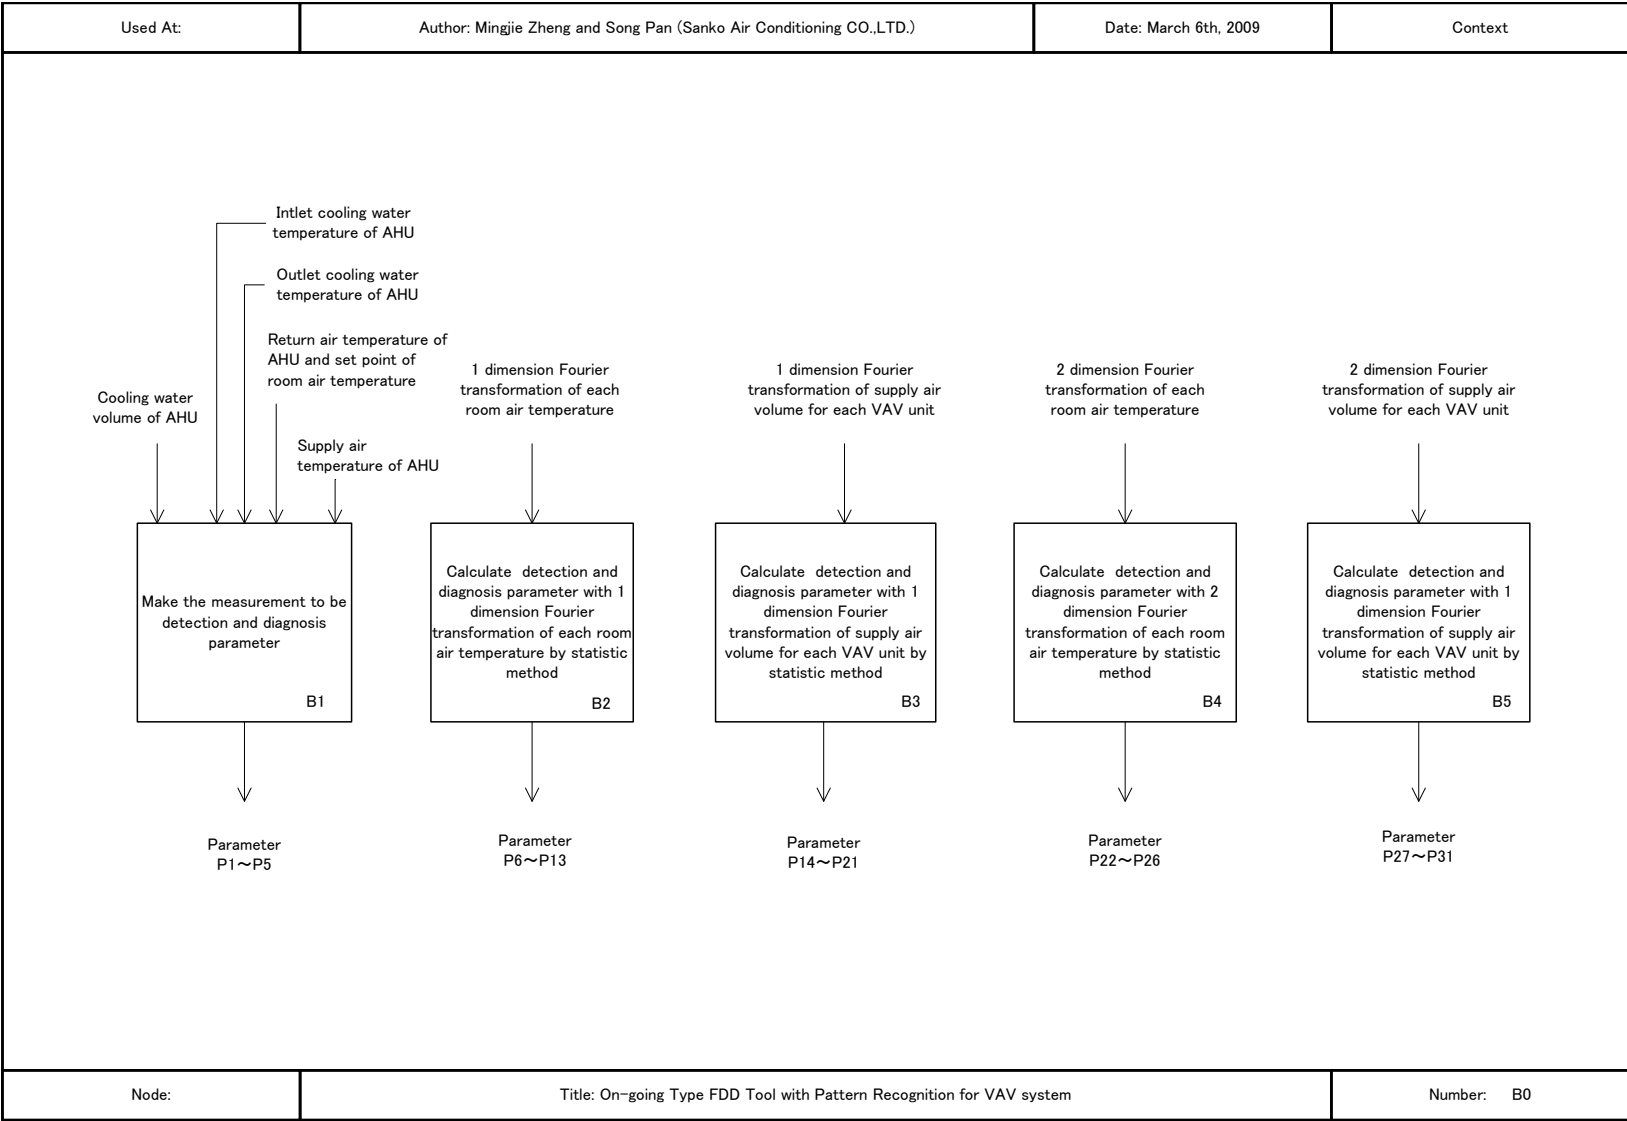 Used At:
Author: Mingjie Zheng and Song Pan (Sanko Air Conditioning CO.,LTD.)
Date: March 6th, 2009
Context
Intlet cooling water
temperature of AHU
Outlet cooling water
temperature of AHU
Return air temperature of
AHU and set point of
room air temperature
Cooling water
volume of AHU
Supply air
temperature of AHU
1 dimension Fourier
transformation of each
room air temperature
1 dimension Fourier
transformation of supply air
volume for each VAV unit
2 dimension Fourier
transformation of each
room air temperature
2 dimension Fourier
transformation of supply air
volume for each VAV unit
Make the measurement to be
detection and diagnosis
parameter
B1
Calculate detection and
diagnosis parameter with 1
dimension Fourier
transformation of each room
air temperature by statistic
method
B2
Calculate detection and
diagnosis parameter with 1
dimension Fourier
transformation of supply air
volume for each VAV unit by
statistic method
B3
Calculate detection and
diagnosis parameter with 2
dimension Fourier
transformation of each room
air temperature by statistic
method
B4
Calculate detection and
diagnosis parameter with 1
dimension Fourier
transformation of supply air
volume for each VAV unit by
statistic method
B5
Parameter
P1～P5
Parameter
P6～P13
Parameter
P14～P21
Parameter
P22～P26
Parameter
P27～P31
Node:
Title: On-going Type FDD Tool with Pattern Recognition for VAV system
Number: B0